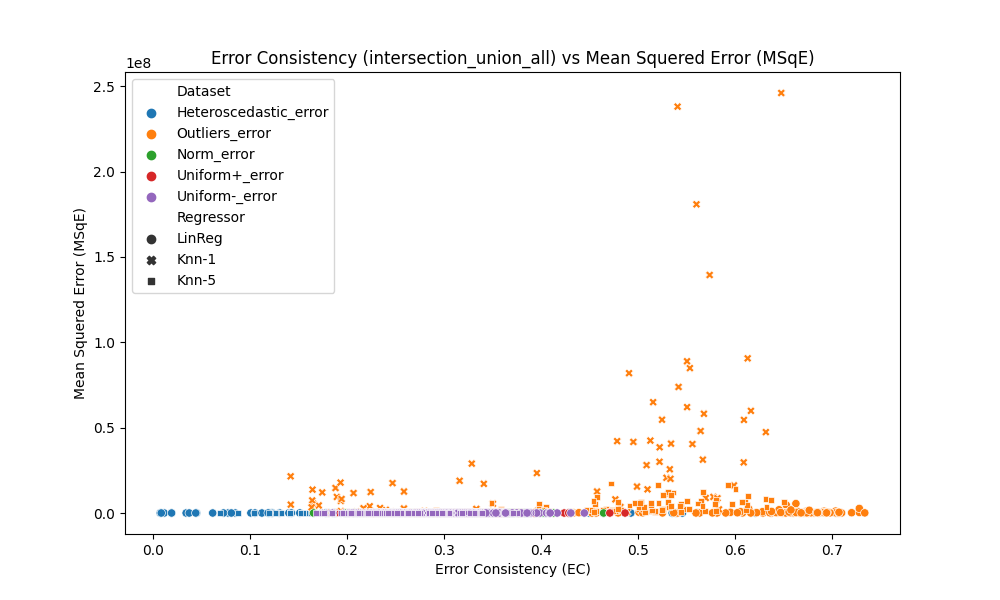 Error Consistency (intersection_union_all) vs Mean Squered Error (MSqE)
1e8
2.5
2.0
1.5
1.0
0.5
0.0
Mean Squered Error (MSqE)
Dataset
Heteroscedastic_error
Outliers_error
Norm_error
Uniform+_error
Uniform-_error
Regressor
LinReg
Knn-1
Knn-5
0.0 0.1 0.2 0.3 0.4 0.5 0.6 0.7
Error Consistency (EC)